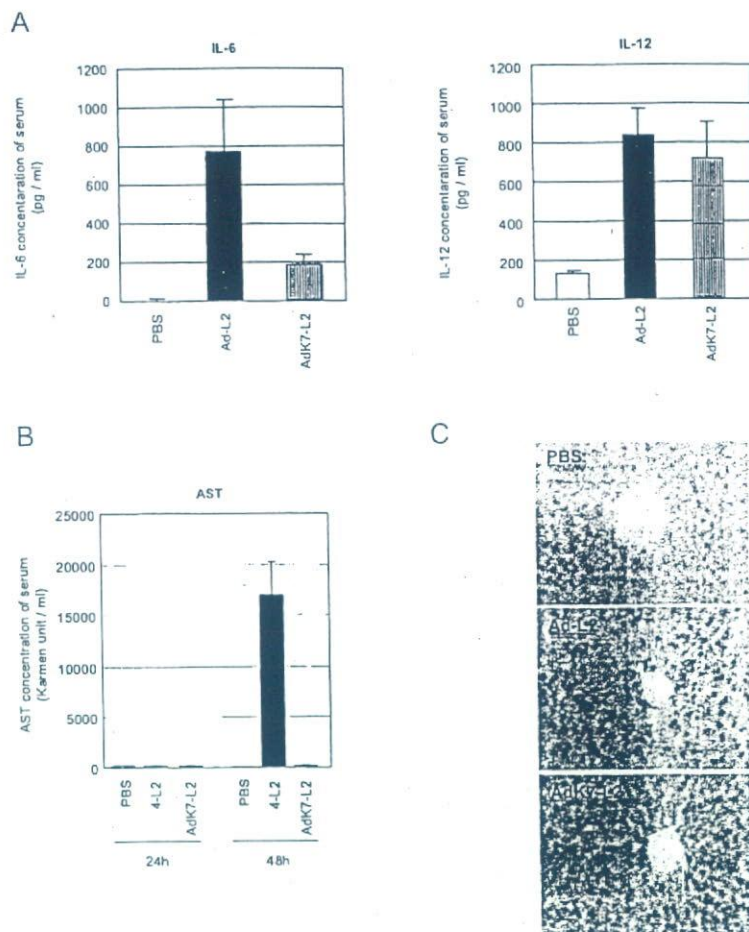 A
IL-6
1200
1000
800
600
400
200
0
IL-6 concentaration of serum
(pg / ml)
PBS
Ad-L2
AdK7-L2
IL-12
1200
1000
800
600
400
200
0
IL-12 concentration of serum
(pg / ml)
PBS
Ad-L2
AdK7-L2
B
AST
25000
20000
15000
10000
5000
0
AST concentration of serum
(Karmen unit / ml)
PBS
4-L2
AdK7-L2
PBS
4-L2
AdK7-L2
24h
48h
C
PBS
Ad-L2
AdK7-L2